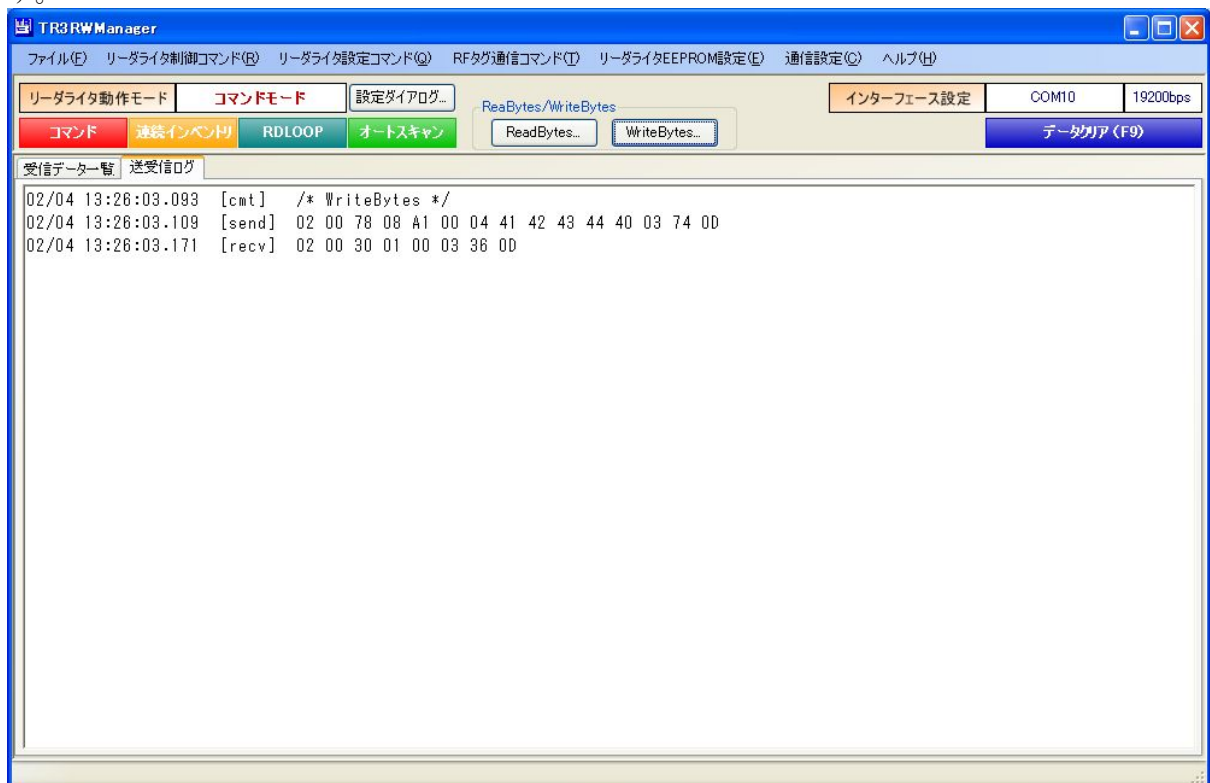 す。
TR3RWManager
ファイル(F) リーダライタ制御コマンド(R) リーダライタ設定コマンド(Q) RFタグ通信コマンド(T) リーダライタEEPROM設定(E) 通信設定(C) ヘルプ(H)
リーダライタ動作モード コマンドモード 設定ダイアログ... ReaBytes/WriteBytes インターフェース設定 COM10 19200bps
コマンド 連続インベントリ RDLOOP オートスキャン ReadBytes... WriteBytes... データクリア(F9)
受信データ一覧 送受信ログ
02/04 13:26:03.093 [cmt] /* WriteBytes */
02/04 13:26:03.109 [send] 02 00 78 08 A1 00 04 41 42 43 44 40 03 74 0D
02/04 13:26:03.171 [recv] 02 00 30 01 00 03 36 0D